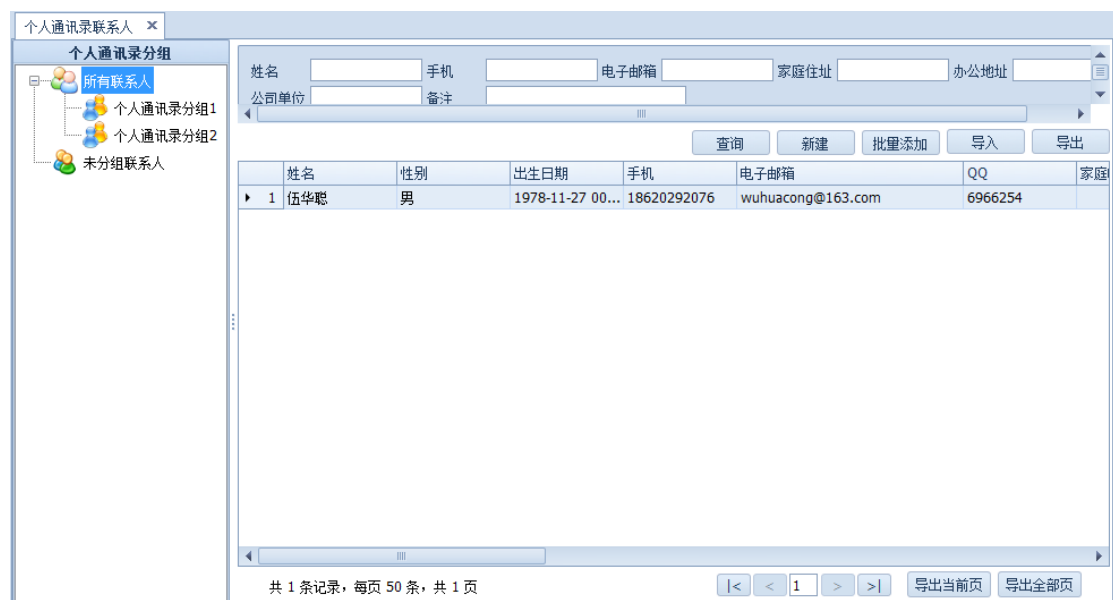 个人通讯录联系人 ×
个人通讯录分组
所有联系人
个人通讯录分组1
个人通讯录分组2
未分组联系人
姓名 手机 电子邮箱 家庭住址 办公地址
公司单位 备注
查询 新建 批里添加 导入 导出
姓名 性别 出生日期 手机 电子邮箱 QQ 家庭
1 伍华聪 男 1978-11-27 00... 18620292076 wuhuacong@163.com 6966254
共 1 条记录，每页 50 条，共 1 页
|< < 1 > >| 导出当前页 导出全部页